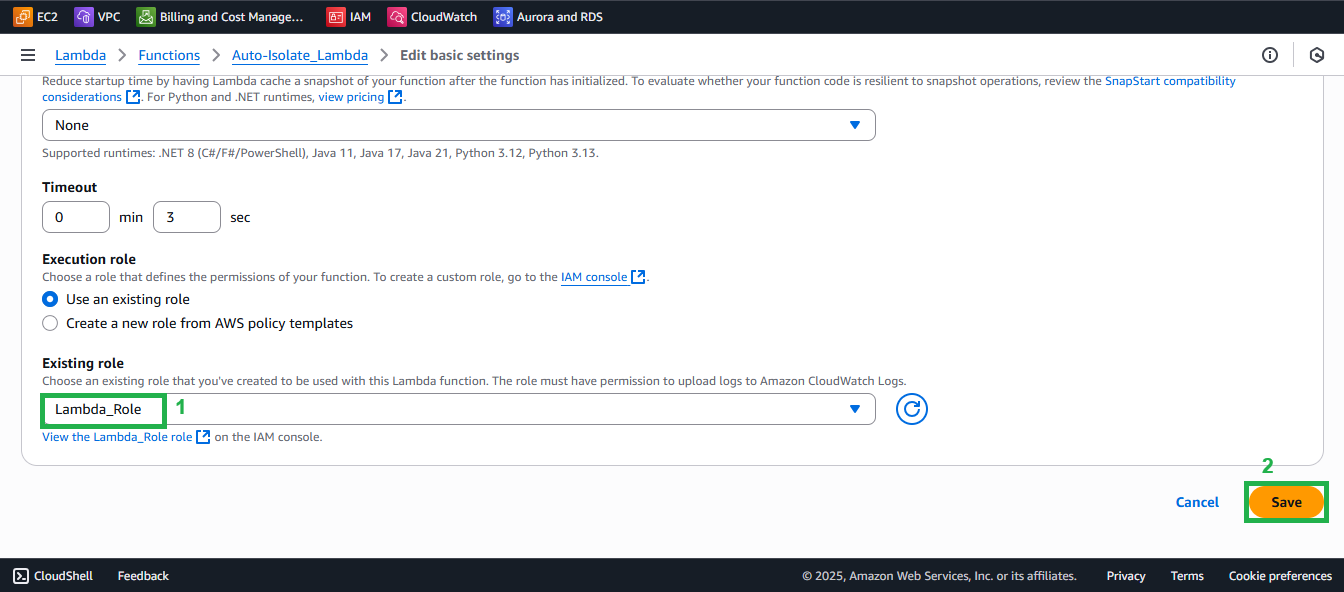 EC2 VPC Billing and Cost Manage... IAM CloudWatch Aurora and RDS
Lambda Functions Auto-Isolate_Lambda Edit basic settings
Reduce startup time by having Lambda cache a snapshot of your function after the function has initialized. To evaluate whether your function code is resilient to snapshot operations, review the SnapStart compatibility
considerations. For Python and .NET runtimes, view pricing.
None
Supported runtimes: .NET 8 (C#/F#/PowerShell), Java 11, Java 17, Java 21, Python 3.12, Python 3.13.
Timeout
0 min 3 sec
Execution role
Choose a role that defines the permissions of your function. To create a custom role, go to the IAM console.
Use an existing role
Create a new role from AWS policy templates
Existing role
Choose an existing role that you've created to be used with this Lambda function. The role must have permission to upload logs to Amazon CloudWatch Logs.
Lambda_Role 1
View the Lambda_Role role on the IAM console.
2
Cancel Save
CloudShell Feedback © 2025, Amazon Web Services, Inc. or its affiliates. Privacy Terms Cookie preferences